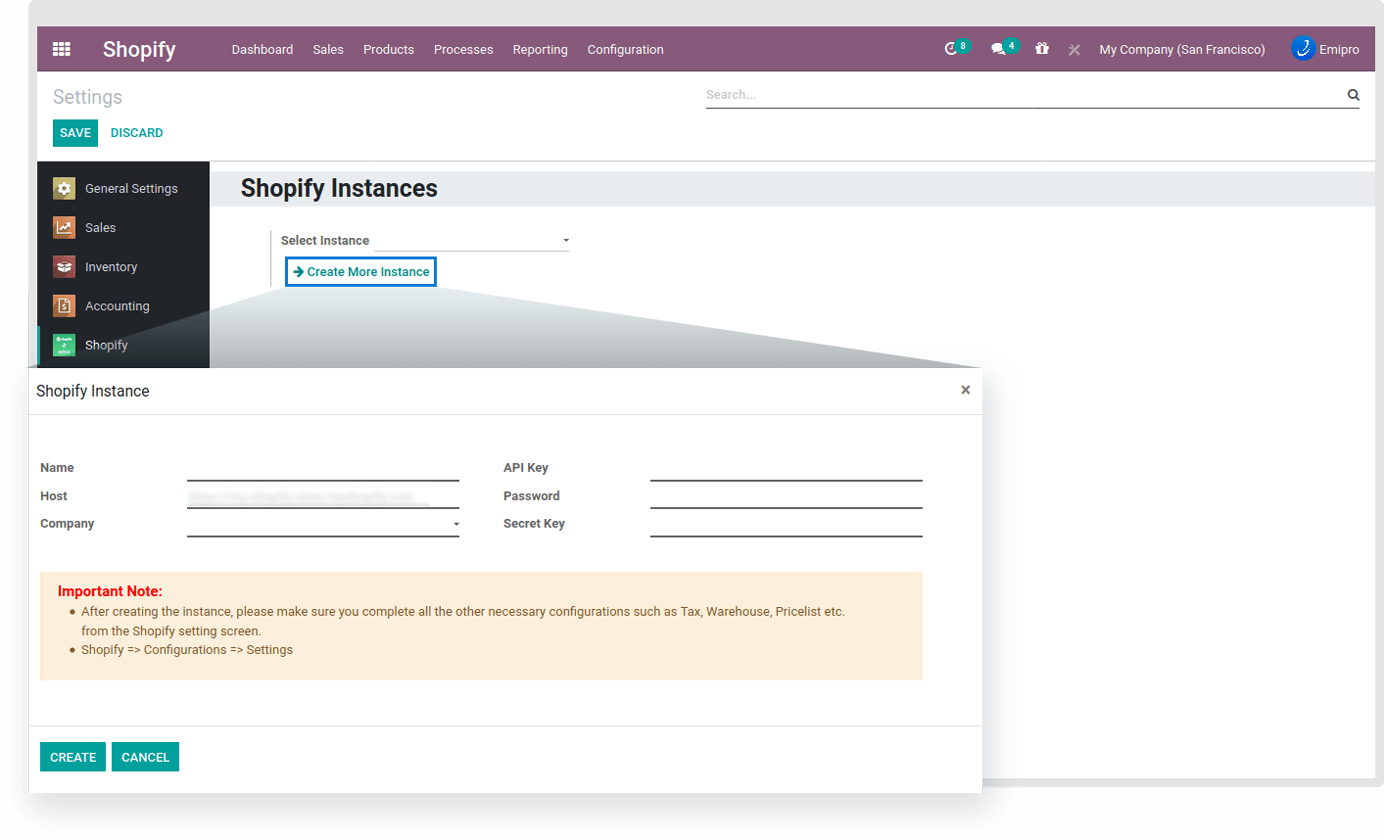 Shopify Dashboard Sales Products Processes Reporting Configuration 8 4 My Company (San Francisco) Emipro
Settings Search...
SAVE DISCARD
General Settings
Sales
Inventory
Accounting
Shopify
Shopify Instances
Select Instance
Create More Instance
Shopify Instance ×
Name API Key
Host Password
Company Secret Key
Important Note:
• After creating the instance, please make sure you complete all the other necessary configurations such as Tax, Warehouse, Pricelist etc.
from the Shopify setting screen.
• Shopify => Configurations => Settings
CREATE CANCEL